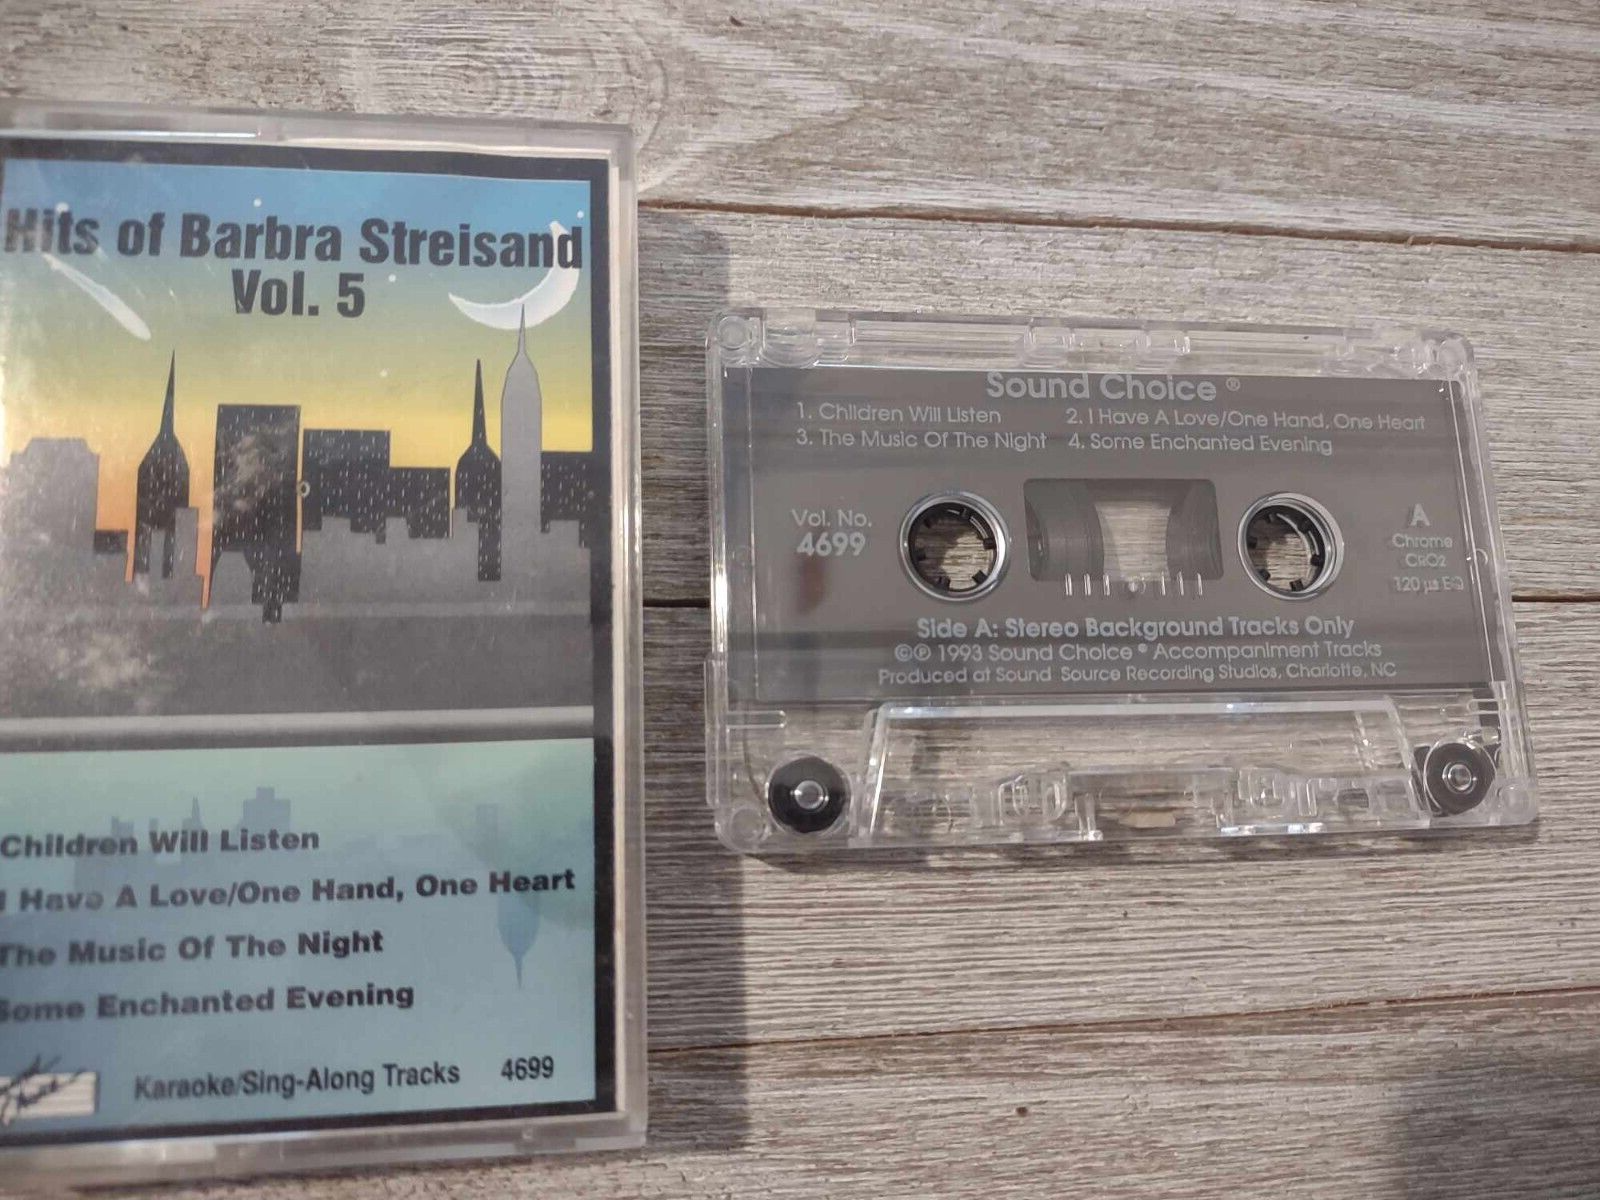 Hits of Barbra Streisand
Vol. 5
Children Will Listen
I Have A Love/One Hand, One Heart
The Music Of The Night
Some Enchanted Evening
Karaoke/Sing-Along Tracks 4699
Sound Choice ®
1. Children Will Listen 2. I Have A Love/One Hand, One Heart
3. The Music Of The Night 4. Some Enchanted Evening
Vol. No.
4699
A
Chrome
CRO2
120 µs EQ
Side A: Stereo Background Tracks Only
©℗ 1993 Sound Choice ® Accompaniment Tracks
Produced at Sound Source Recording Studios, Charlotte, NC